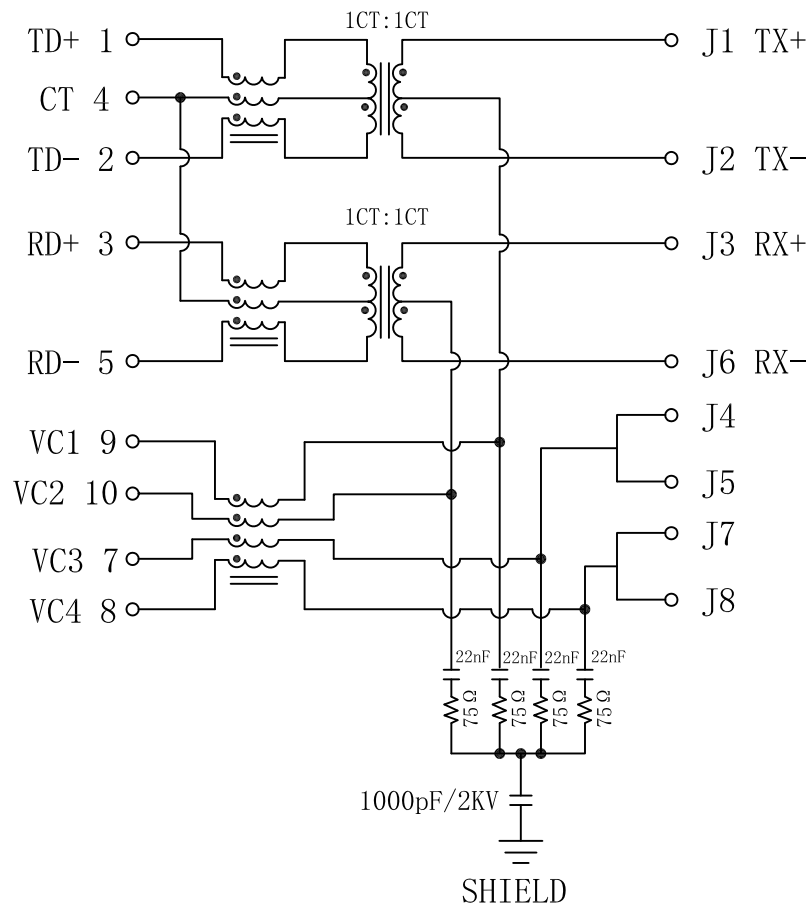 1CT:1CT
TD+ 1
J1 TX+
CT 4
TD- 2
J2 TX-
1CT:1CT
RD+ 3
J3 RX+
RD- 5
J6 RX-
J4
VC1 9
J5
VC2 10
J7
VC3 7
J8
VC4 8
22nF 22nF 22nF 22nF
75Ω 75Ω 75Ω 75Ω
1000pF/2KV
SHIELD